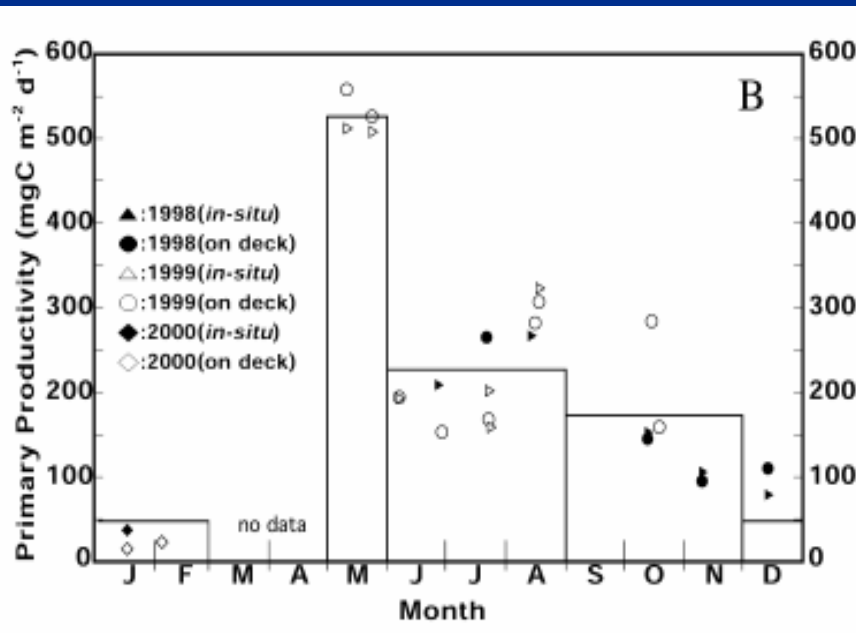 600 600
B
500 500
▲:1998(in-situ)
●:1998(on deck)
△:1999(in-situ)
○:1999(on deck)
◆:2000(in-situ)
◇:2000(on deck)
400 400
300 300
200 200
100 100
no data
0 0
J F M A M J J A S O N D
Month
Primary Productivity (mgC m⁻² d⁻¹)